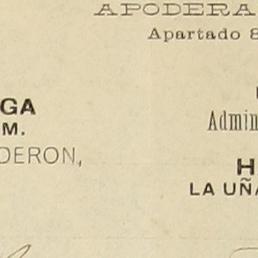 APODERA
Apartado 8
GA
M.
DERON,
Admin
H
LA UÑA